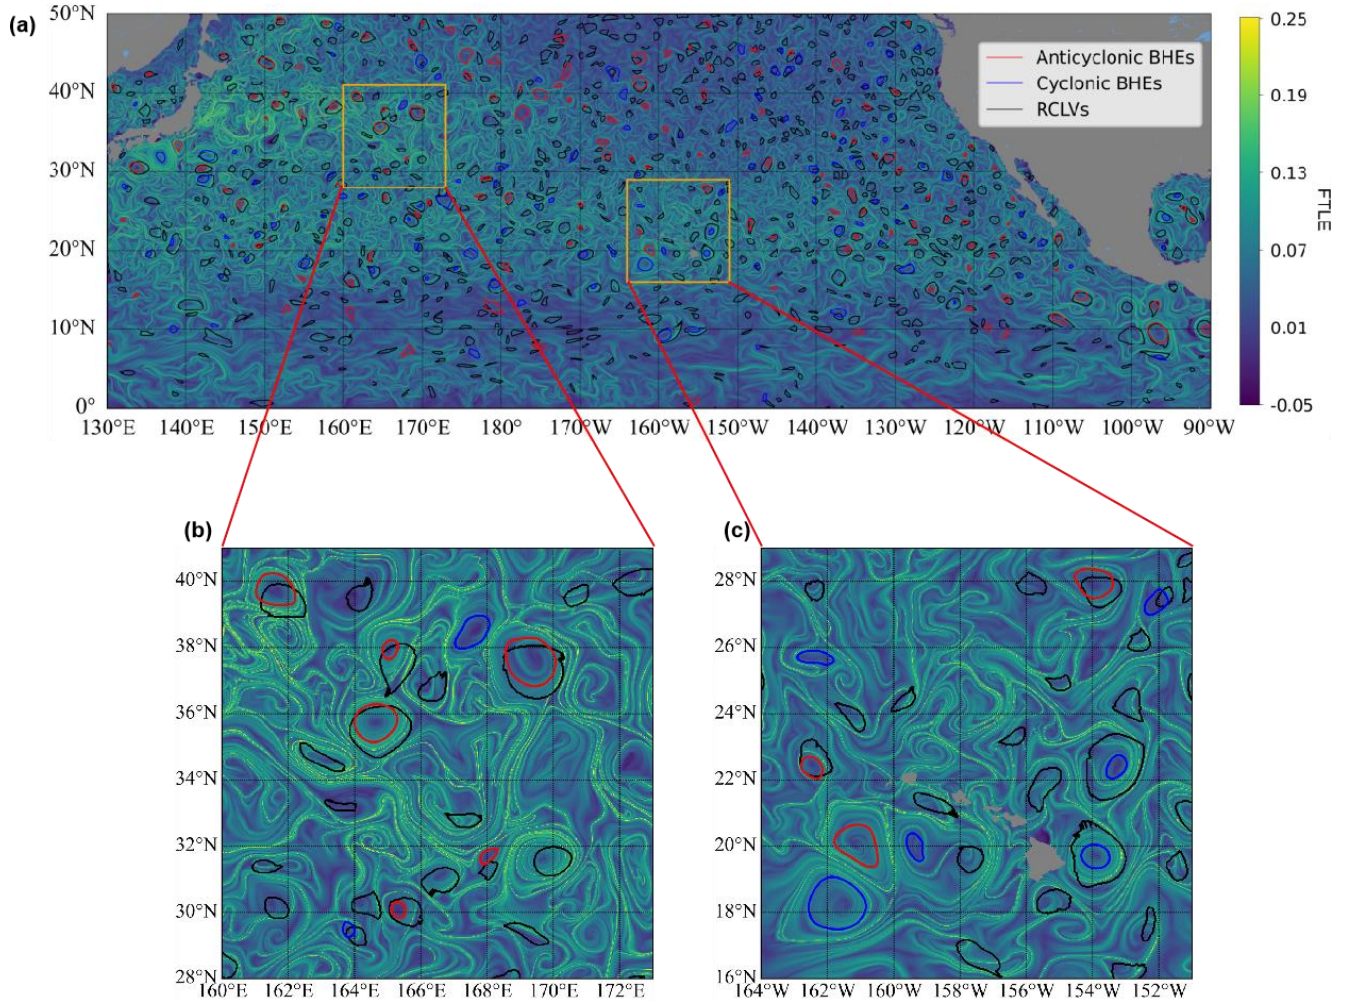 (a)
50°N
40°N
30°N
20°N
10°N
0°
130°E 140°E 150°E 160°E 170°E 180° 170°W 160°W 150°W 140°W 130°W 120°W 110°W 100°W 90°W
Anticyclonic BHEs
Cyclonic BHEs
RCLVs
0.25
0.19
0.13
0.07
0.01
-0.05
FTLE
(b)
40°N
38°N
36°N
34°N
32°N
30°N
28°N
160°E 162°E 164°E 166°E 168°E 170°E 172°E
(c)
28°N
26°N
24°N
22°N
20°N
18°N
16°N
164°W 162°W 160°W 158°W 156°W 154°W 152°W